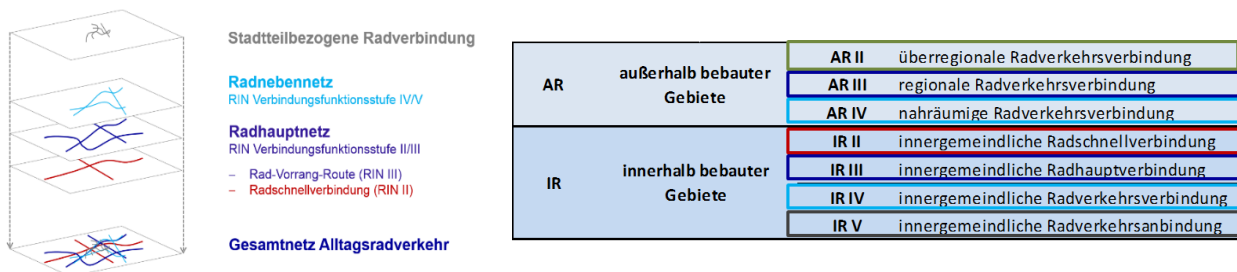 Stadtteilbezogene Radverbindung
Radnebennetz
RIN Verbindungsfunktionsstufe IV/V
Radhauptnetz
RIN Verbindungsfunktionsstufe II/III
– Rad-Vorrang-Route (RIN III)
– Radschnellverbindung (RIN II)
Gesamtnetz Alltagsradverkehr
AR
außerhalb bebauter
Gebiete
AR II überregionale Radverkehrsverbindung
AR III regionale Radverkehrsverbindung
AR IV nahräumige Radverkehrsverbindung
IR
innerhalb bebauter
Gebiete
IR II innergemeindliche Radschnellverbindung
IR III innergemeindliche Radhauptverbindung
IR IV innergemeindliche Radverkehrsverbindung
IR V innergemeindliche Radverkehrsanbindung